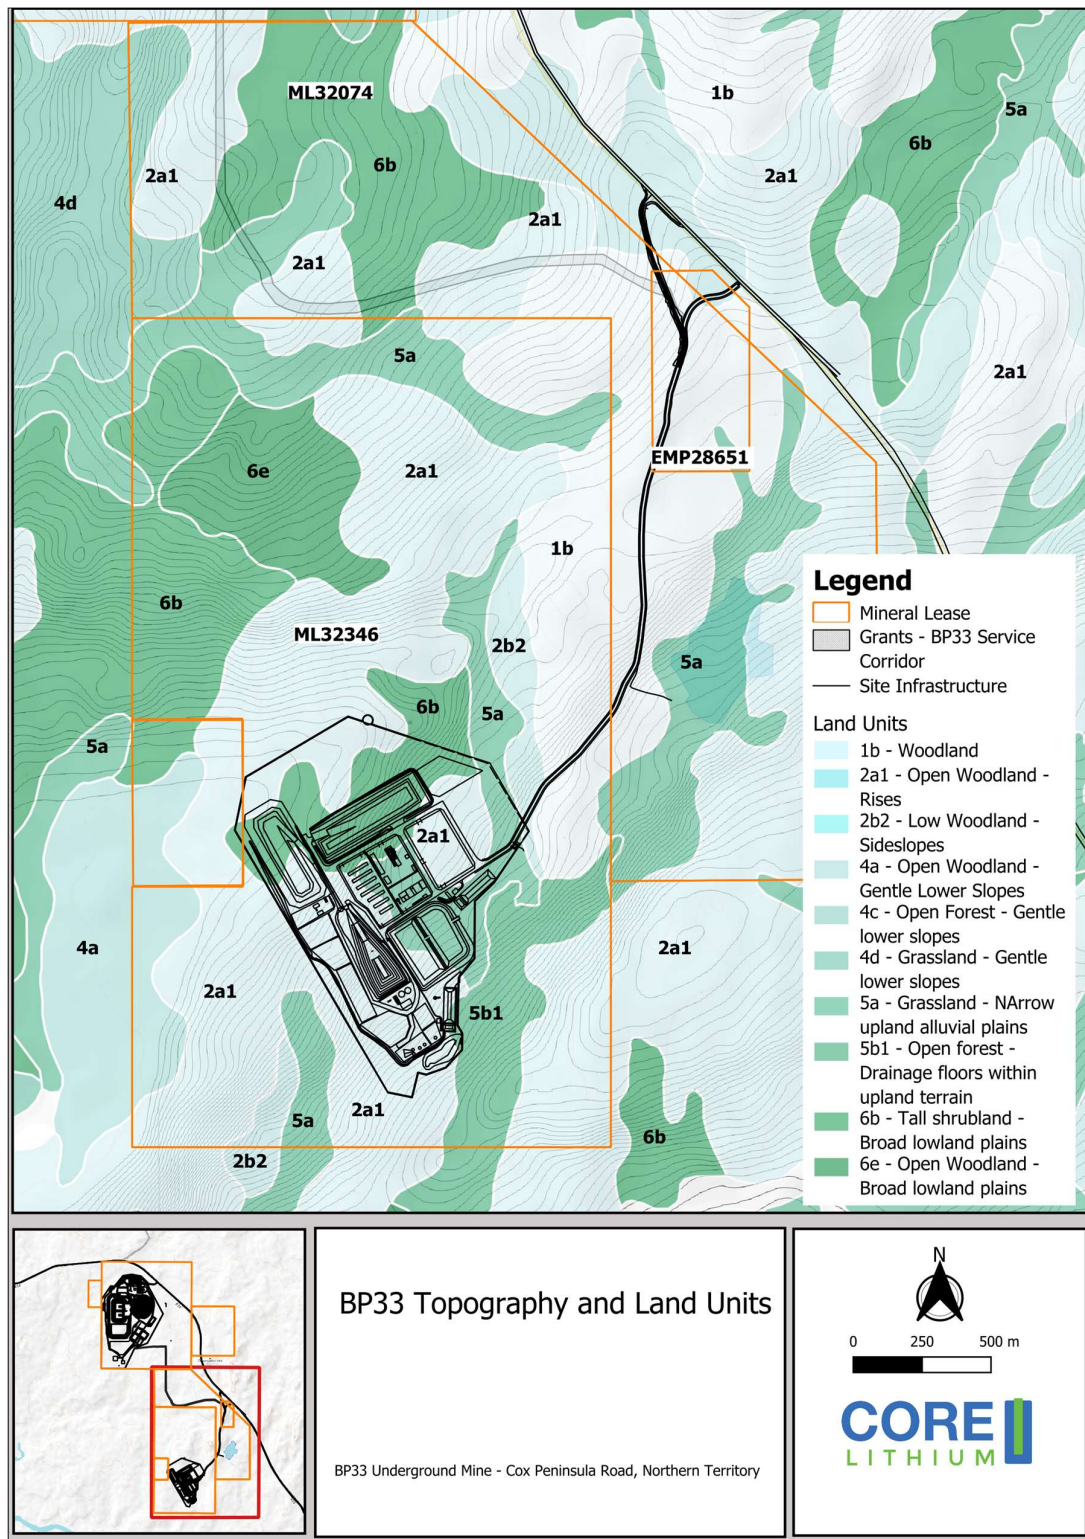 ML32074
1b
5a
6b
6b
2a1
2a1
4d
2a1
2a1
5a
2a1
EMP28651
6e
2a1
1b
6b
ML32346
2b2
5a
6b
5a
5a
2a1
4a
2a1
2a1
5b1
2a1
5a
6b
2b2
Legend
Mineral Lease
Grants - BP33 Service
Corridor
Site Infrastructure
Land Units
1b - Woodland
2a1 - Open Woodland -
Rises
2b2 - Low Woodland -
Sideslopes
4a - Open Woodland -
Gentle Lower Slopes
4c - Open Forest - Gentle
lower slopes
4d - Grassland - Gentle
lower slopes
5a - Grassland - NArrow
upland alluvial plains
5b1 - Open forest -
Drainage floors within
upland terrain
6b - Tall shrubland -
Broad lowland plains
6e - Open Woodland -
Broad lowland plains
BP33 Topography and Land Units
BP33 Underground Mine - Cox Peninsula Road, Northern Territory
N
0 250 500 m
CORE
LITHIUM